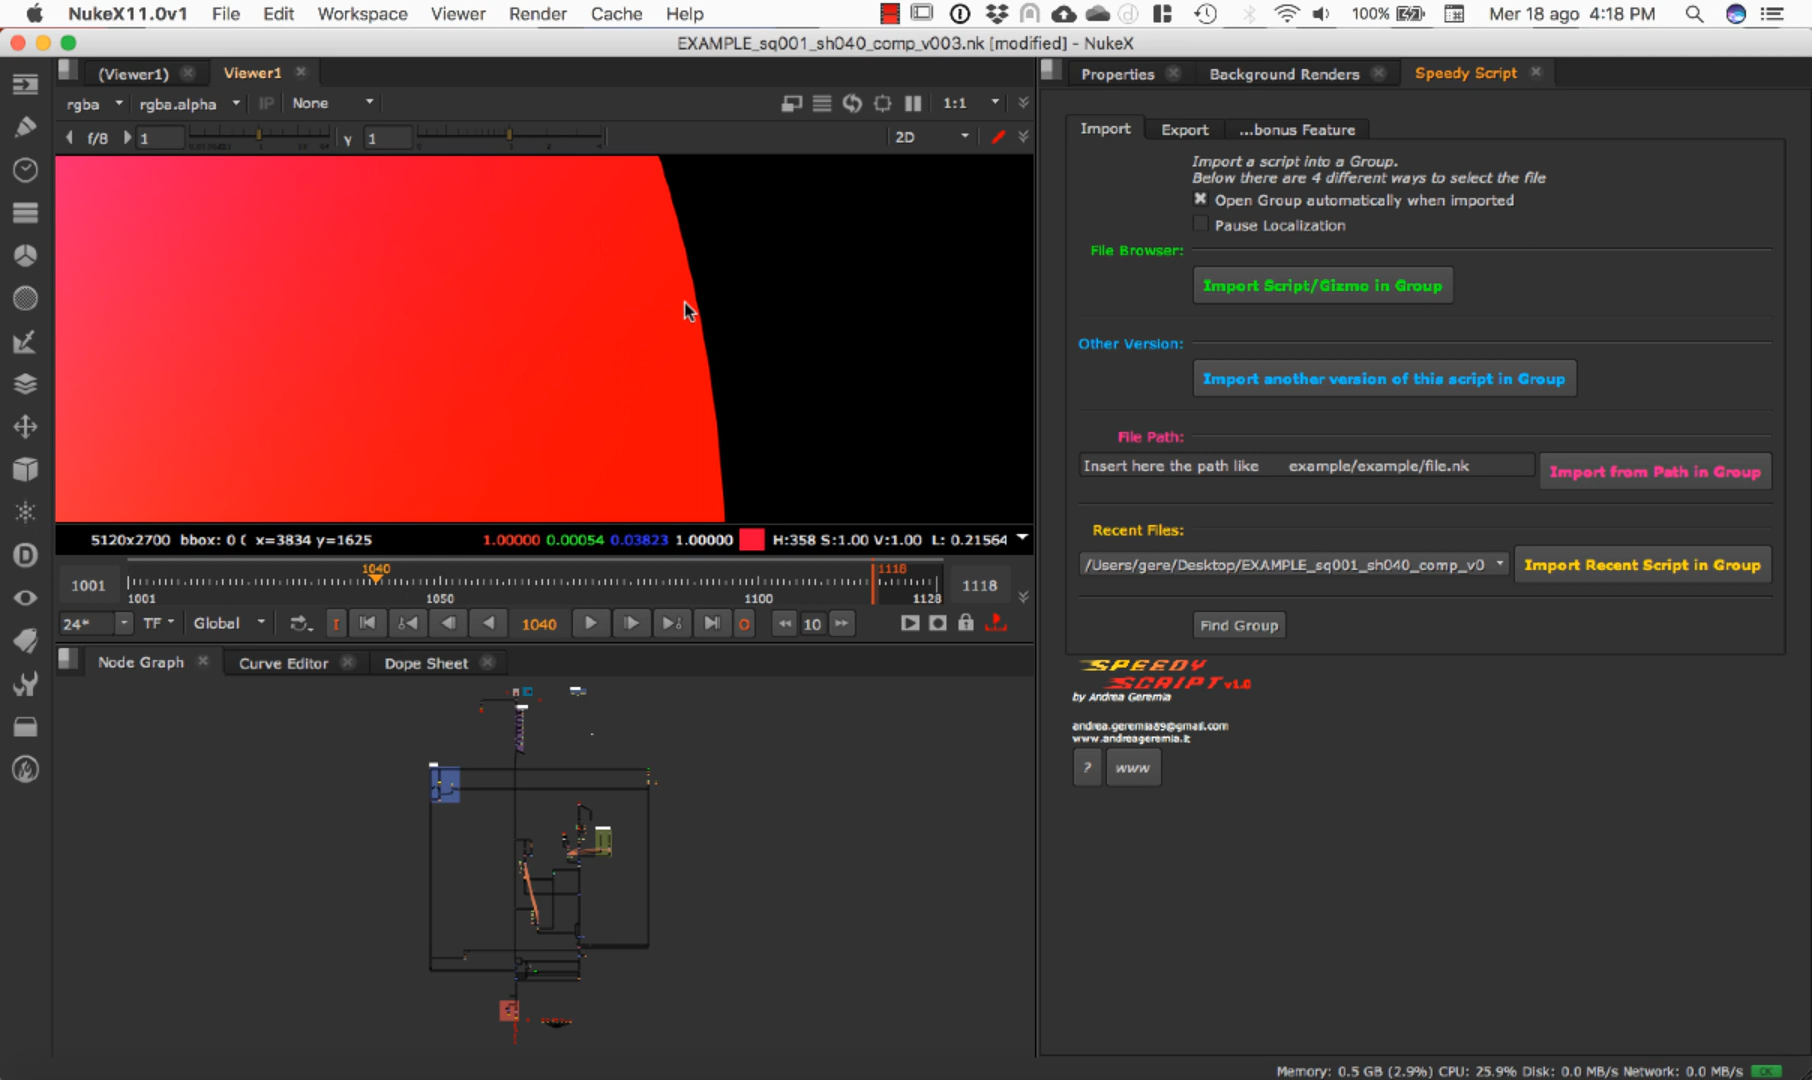 NukeX11.0v1 File Edit Workspace Viewer Render Cache Help 100% Mer 18 ago 4:18 PM
EXAMPLE_sq001_sh040_comp_v003.nk [modified] - NukeX
(Viewer1) Viewer1
rgba rgba.alpha IP None 1:1
f/8 1 y 1 2D
5120x2700 bbox: 0 ( x=3834 y=1625 1.00000 0.00054 0.03823 1.00000 H:358 S:1.00 V:1.00 L: 0.21564
1040 1118
1001 1118
1001 1050 1100 1128
24* TF Global I 1040 O 10
Node Graph Curve Editor Dope Sheet
Properties Background Renders Speedy Script
Import Export ...bonus Feature
Import a script into a Group.
Below there are 4 different ways to select the file
Open Group automatically when imported
Pause Localization
File Browser:
Import Script/Gizmo in Group
Other Version:
Import another version of this script in Group
File Path:
Insert here the path like example/example/file.nk Import from Path in Group
Recent Files:
/Users/gere/Desktop/EXAMPLE_sq001_sh040_comp_v0 Import Recent Script in Group
Find Group
SPEEDY
SCRIPT v1.0
by Andrea Geremia
andrea.geremia89@gmail.com
www.andreageremia.it
? www
Memory: 0.5 GB (2.9%) CPU: 25.9% Disk: 0.0 MB/s Network: 0.0 MB/s OK